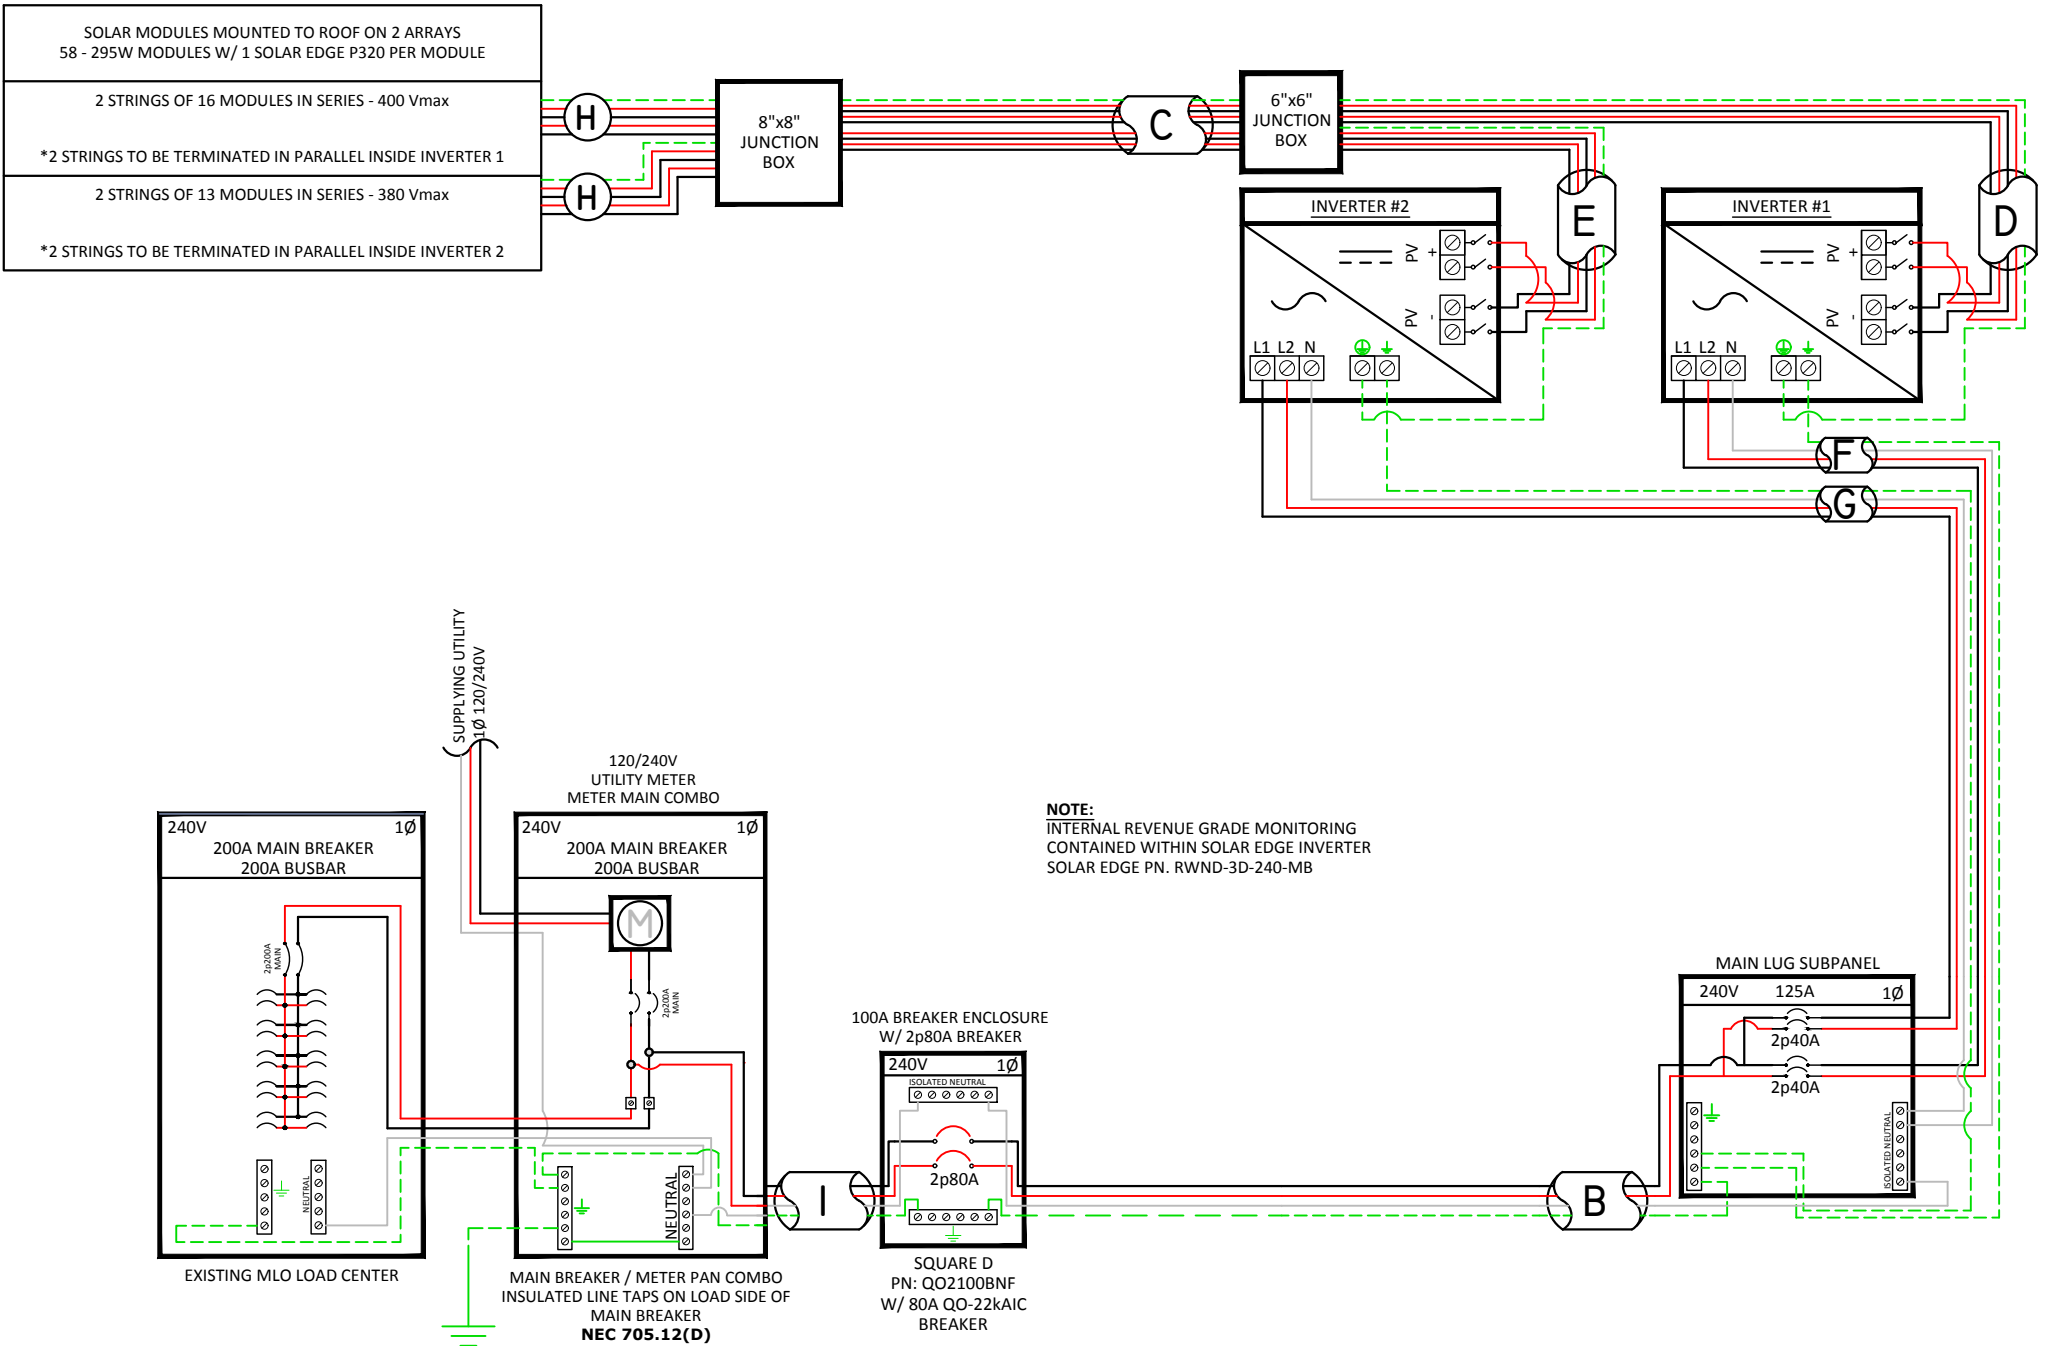 SOLAR MODULES MOUNTED TO ROOF ON 2 ARRAYS
58 - 295W MODULES W/ 1 SOLAR EDGE P320 PER MODULE
2 STRINGS OF 16 MODULES IN SERIES - 400 Vmax
*2 STRINGS TO BE TERMINATED IN PARALLEL INSIDE INVERTER 1
2 STRINGS OF 13 MODULES IN SERIES - 380 Vmax
*2 STRINGS TO BE TERMINATED IN PARALLEL INSIDE INVERTER 2
H
H
8"x8"
JUNCTION
BOX
C
6"x6"
JUNCTION
BOX
E
D
INVERTER #2
PV +
PV -
L1 L2 N
INVERTER #1
PV +
PV -
L1 L2 N
F
G
SUPPLYING UTILITY
1Ø 120/240V
120/240V
UTILITY METER
METER MAIN COMBO
NOTE:
INTERNAL REVENUE GRADE MONITORING
CONTAINED WITHIN SOLAR EDGE INVERTER
SOLAR EDGE PN. RWND-3D-240-MB
240V 1Ø
200A MAIN BREAKER
200A BUSBAR
2p200A
MAIN
NEUTRAL
EXISTING MLO LOAD CENTER
240V 1Ø
200A MAIN BREAKER
200A BUSBAR
M
2p200A
MAIN
NEUTRAL
MAIN BREAKER / METER PAN COMBO
INSULATED LINE TAPS ON LOAD SIDE OF
MAIN BREAKER
NEC 705.12(D)
I
100A BREAKER ENCLOSURE
W/ 2p80A BREAKER
240V 1Ø
ISOLATED NEUTRAL
2p80A
SQUARE D
PN: QO2100BNF
W/ 80A QO-22kAIC
BREAKER
B
MAIN LUG SUBPANEL
240V 125A 1Ø
2p40A
2p40A
ISOLATED NEUTRAL